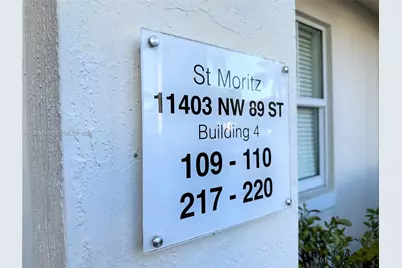 St Moritz
11403 NW 89 ST
Building 4
109 - 110
217 - 220